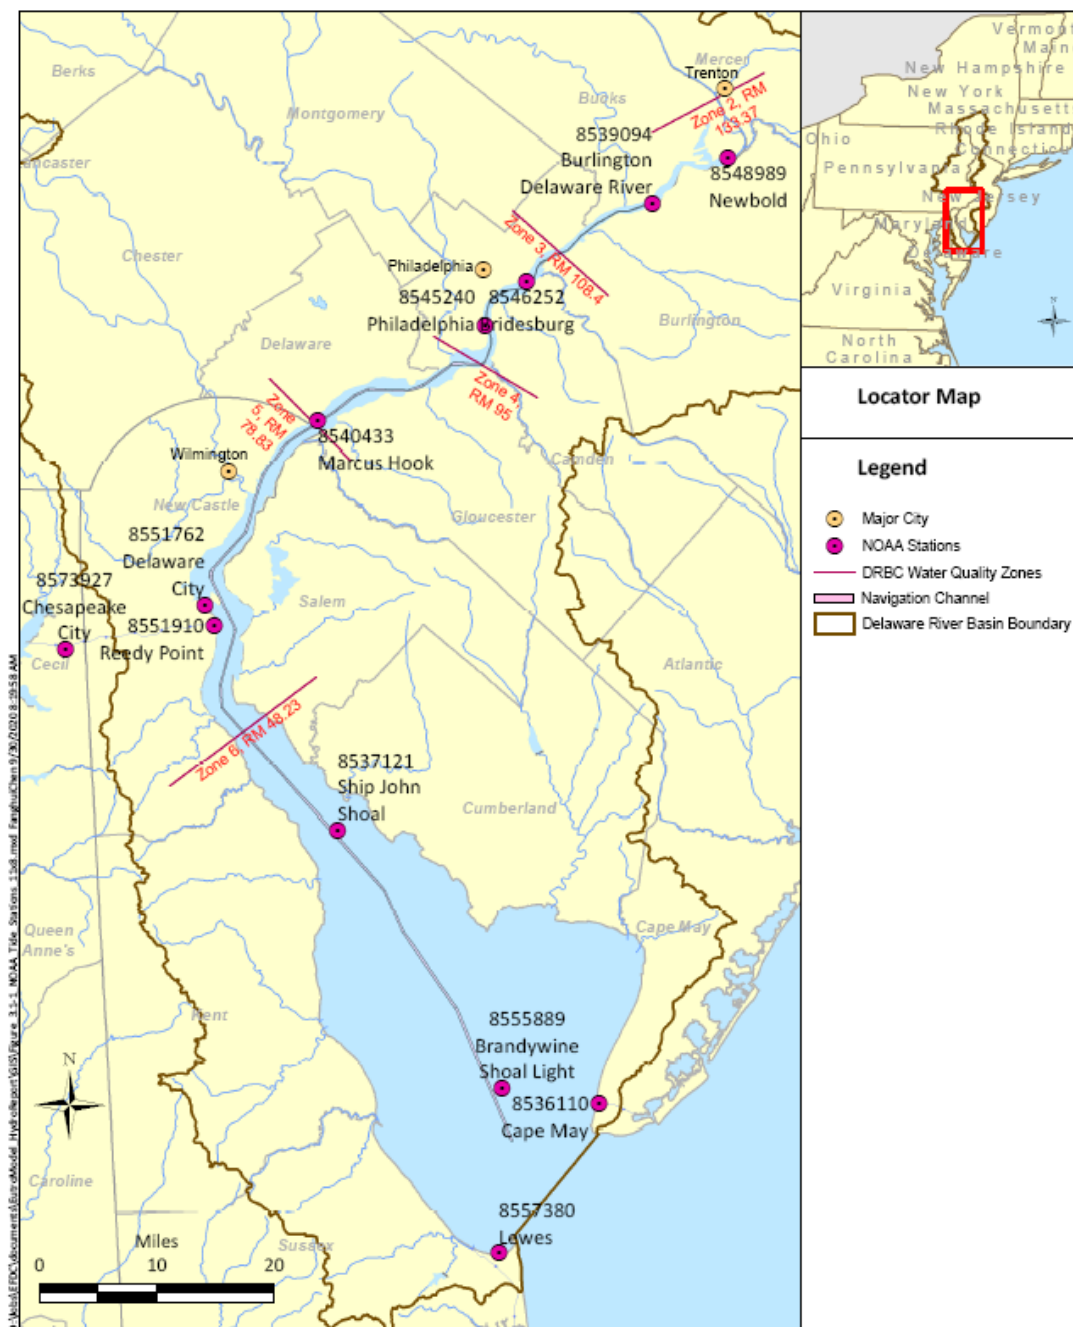 Berks
Montgomery
Bucks
Mercer
Trenton
Zone 2, RM
133.37
8539094
Burlington
Delaware River
8548989
Newbold
ancaster
Chester
Zone 3, RM 108.4
Philadelphia
8545240
Philadelphia
8546252
Bridesburg
Burlington
Delaware
Zone 4,
RM 95
Zone
5, RM
78.83
8540433
Marcus Hook
Wilmington
Camden
New Castle
Gloucester
8551762
Delaware
City
8573927
Chesapeake
City
8551910
Reedy Point
Salem
Cecil
Atlantic
Zone 6, RM 48.23
8537121
Ship John
Shoal
Cumberland
Queen
Anne's
Cape May
Kent
8555889
Brandywine
Shoal Light
8536110
Cape May
N
Caroline
8557380
Lewes
Sussex
Miles
0 10 20
Vermont
Main
New Hampshire
New York
Massachusett
Rhode Island
Connecticu
Ohio
Pennsylvania
New Jersey
Maryland
Delaware
Virginia
North
Carolina
N
Locator Map
Legend
Major City
NOAA Stations
DRBC Water Quality Zones
Navigation Channel
Delaware River Basin Boundary